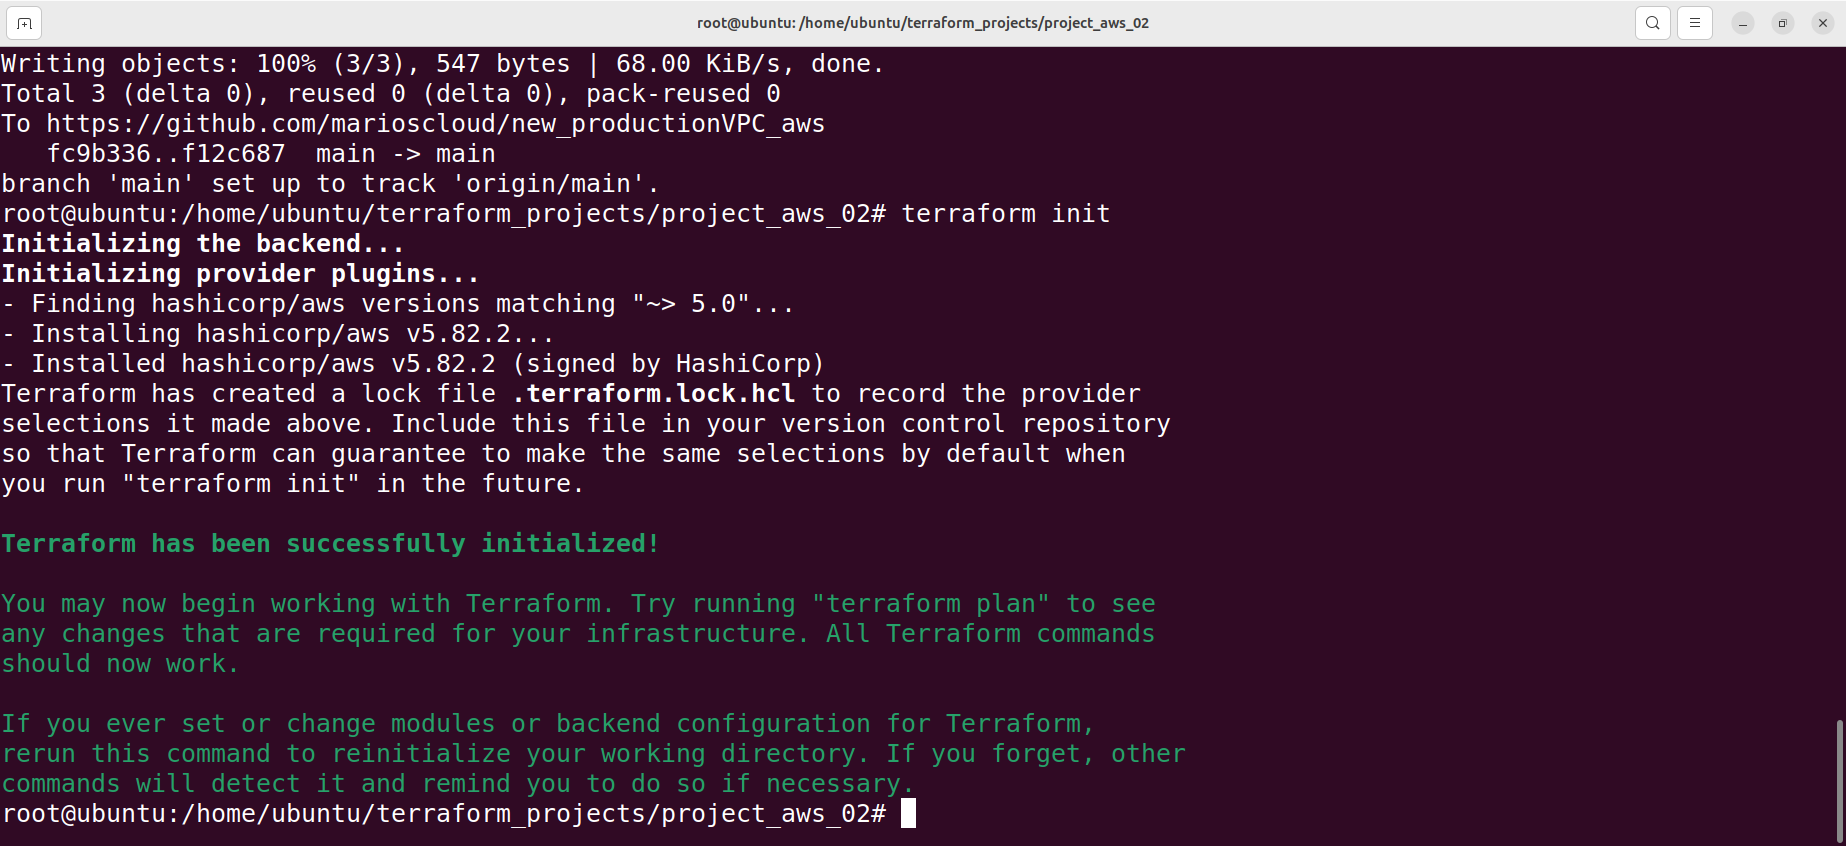 root@ubuntu: /home/ubuntu/terraform_projects/project_aws_02
Writing objects: 100% (3/3), 547 bytes | 68.00 KiB/s, done.
Total 3 (delta 0), reused 0 (delta 0), pack-reused 0
To https://github.com/marioscloud/new_productionVPC_aws
   fc9b336..f12c687  main -> main
branch 'main' set up to track 'origin/main'.
root@ubuntu:/home/ubuntu/terraform_projects/project_aws_02# terraform init
Initializing the backend...
Initializing provider plugins...
- Finding hashicorp/aws versions matching "~> 5.0"...
- Installing hashicorp/aws v5.82.2...
- Installed hashicorp/aws v5.82.2 (signed by HashiCorp)
Terraform has created a lock file .terraform.lock.hcl to record the provider
selections it made above. Include this file in your version control repository
so that Terraform can guarantee to make the same selections by default when
you run "terraform init" in the future.
Terraform has been successfully initialized!
You may now begin working with Terraform. Try running "terraform plan" to see
any changes that are required for your infrastructure. All Terraform commands
should now work.
If you ever set or change modules or backend configuration for Terraform,
rerun this command to reinitialize your working directory. If you forget, other
commands will detect it and remind you to do so if necessary.
root@ubuntu:/home/ubuntu/terraform_projects/project_aws_02#